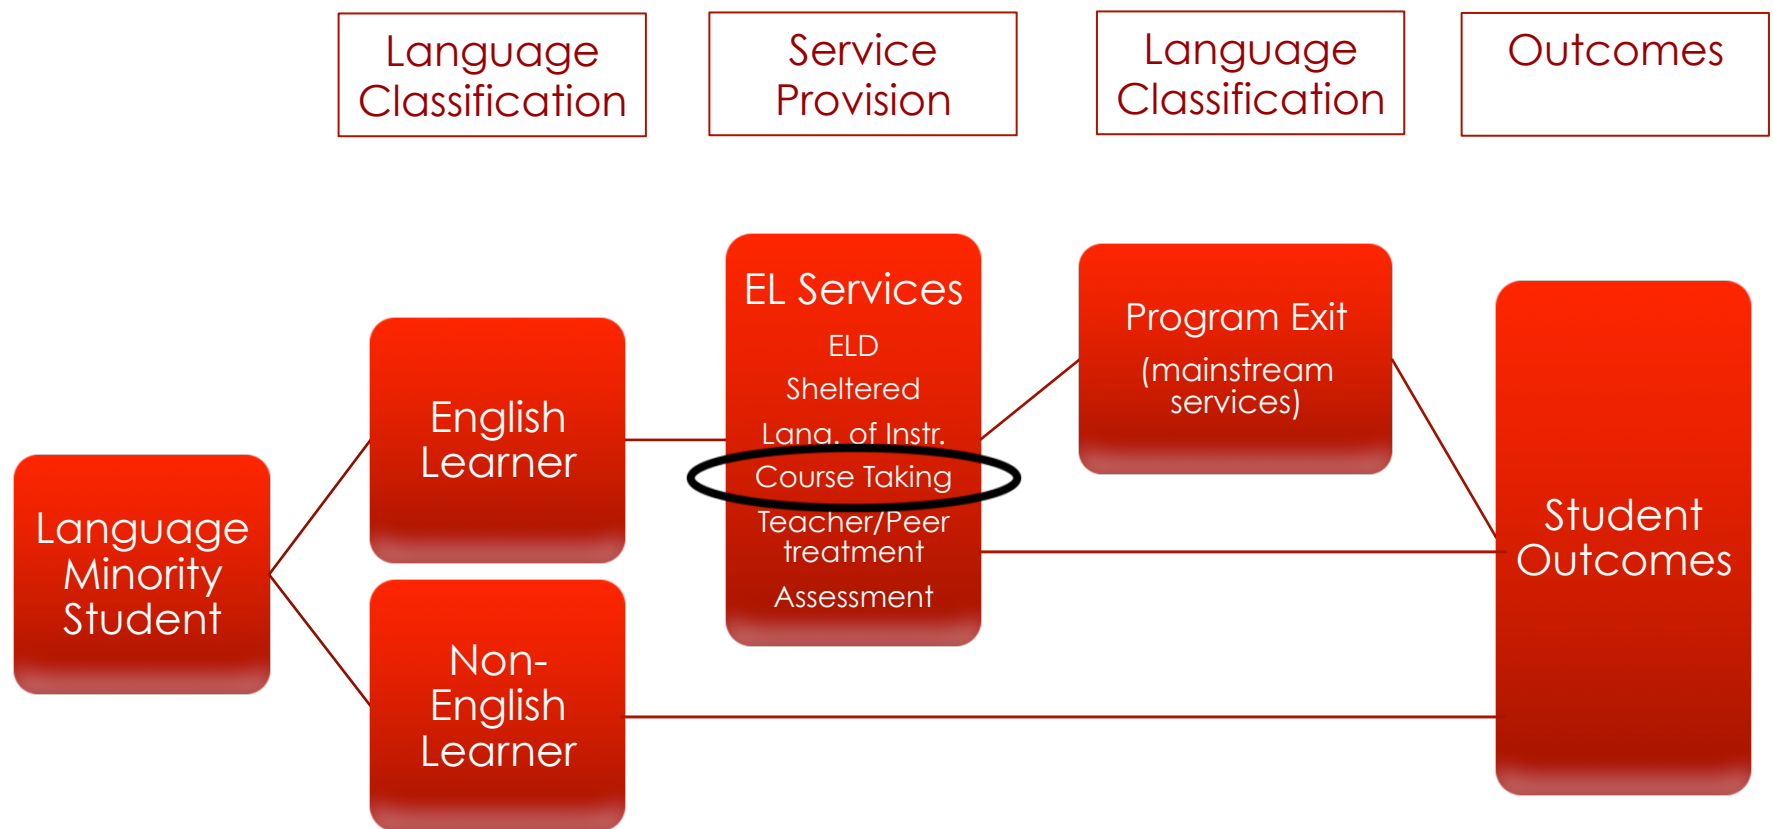 Language
Classification
Service
Provision
Language
Classification
Outcomes
Language
Minority
Student
English
Learner
Non-
English
Learner
EL Services
ELD
Sheltered
Lang. of Instr.
Course Taking
Teacher/Peer
treatment
Assessment
Program Exit
(mainstream
services)
Student
Outcomes